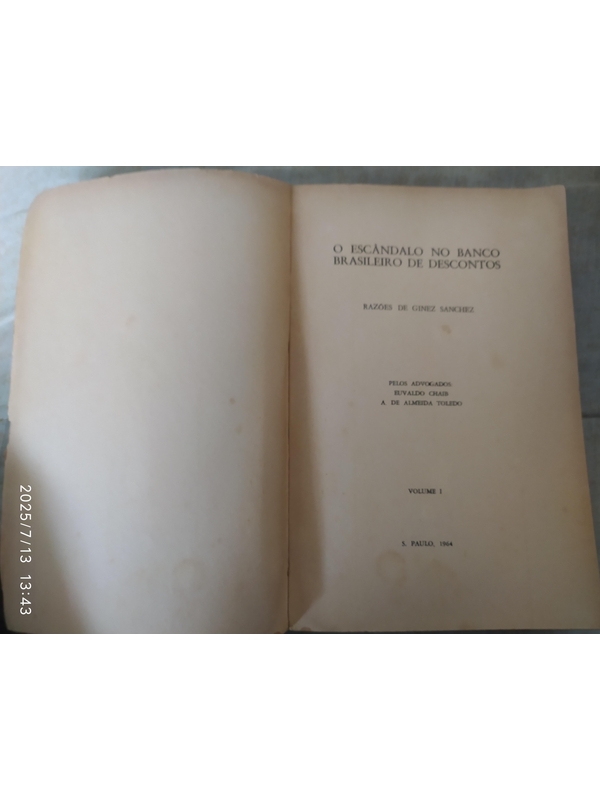 O ESCÂNDALO NO BANCO
BRASILEIRO DE DESCONTOS
RAZÕES DE GINEZ SANCHEZ
PELOS ADVOGADOS
EUVALDO CHAIB
A. DE ALMEIDA TOLEDO
VOLUME I
S. PAULO, 1964
2025/7/13 13:43